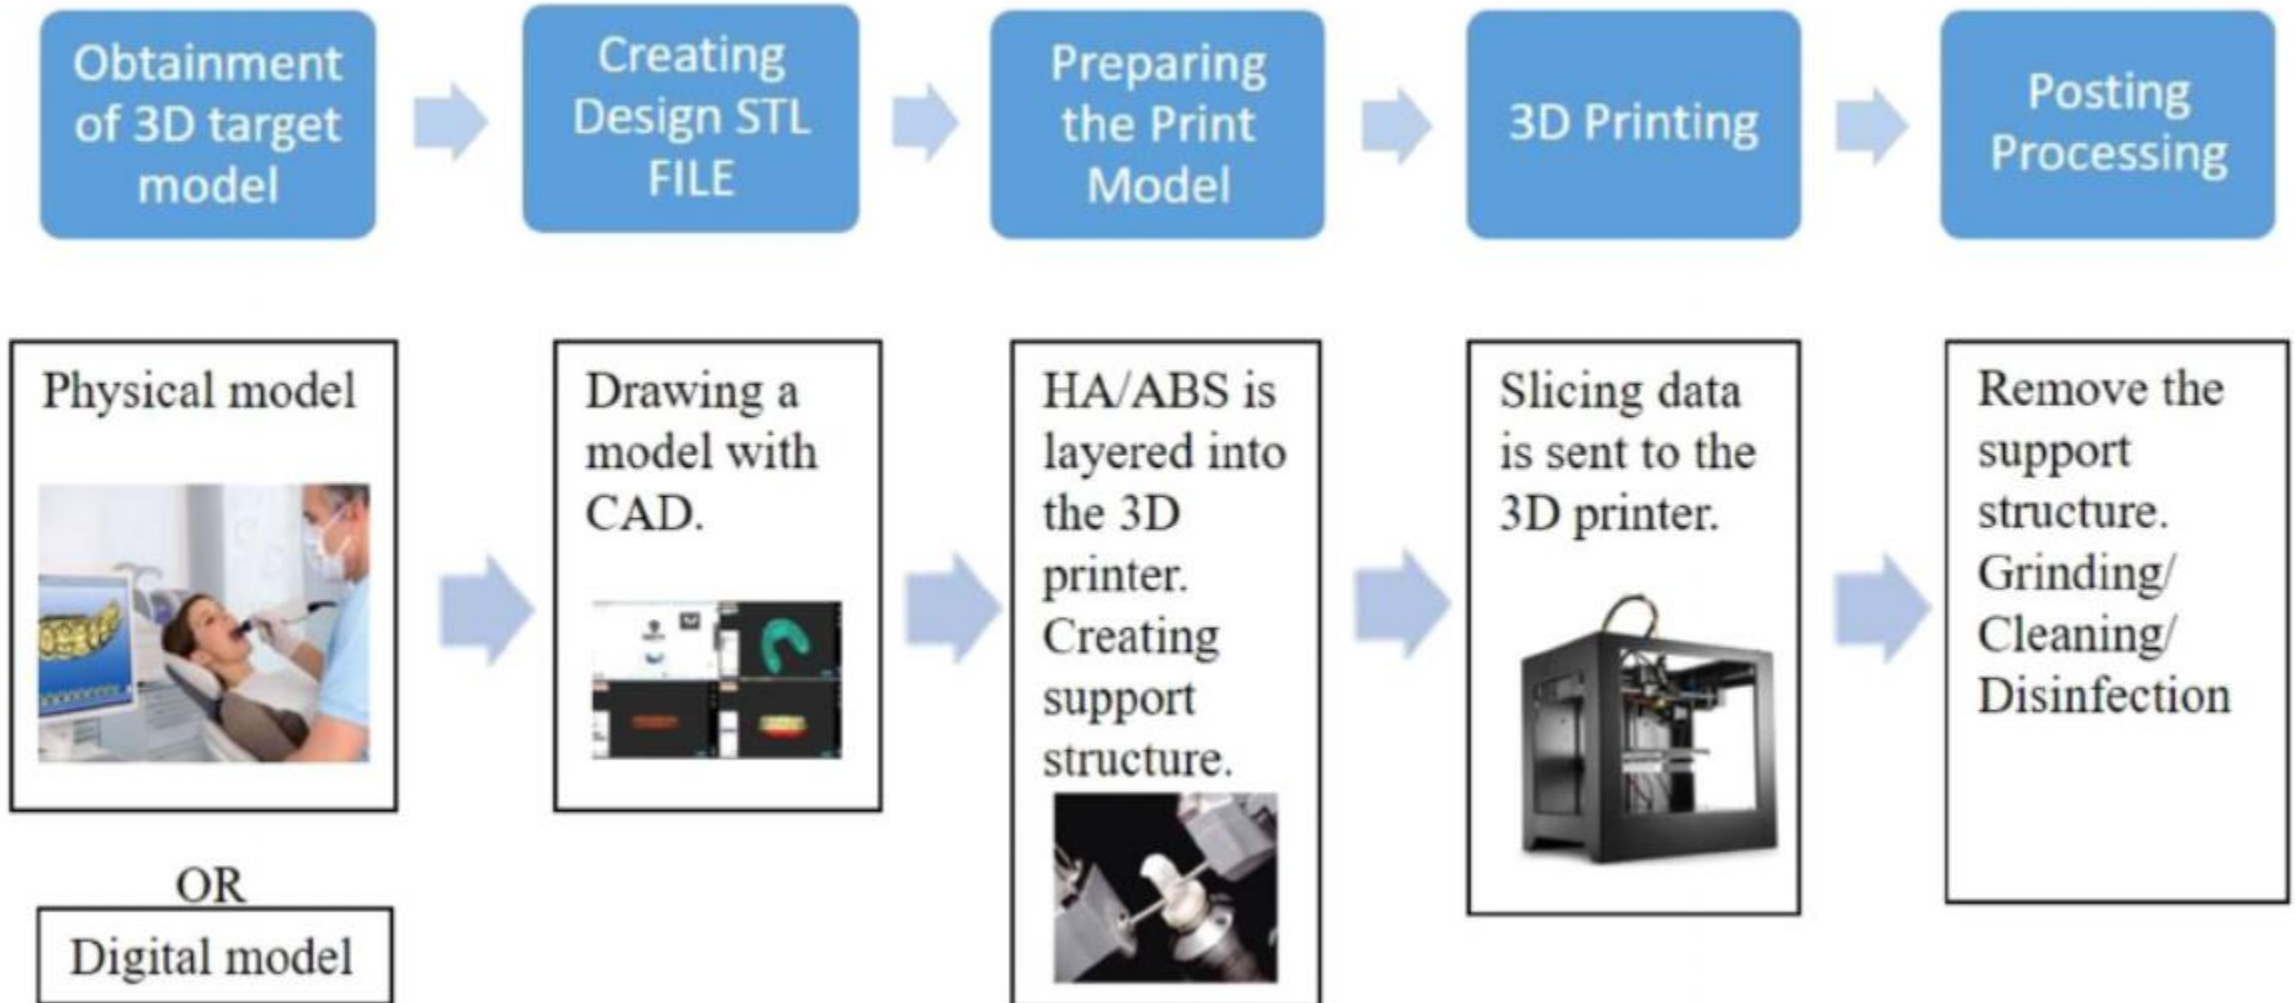 Obtainment
of 3D target
model
Creating
Design STL
FILE
Preparing
the Print
Model
3D Printing
Posting
Processing
Physical model
OR
Digital model
Drawing a
model with
CAD.
HA/ABS is
layered into
the 3D
printer.
Creating
support
structure.
Slicing data
is sent to the
3D printer.
Remove the
support
structure.
Grinding/
Cleaning/
Disinfection